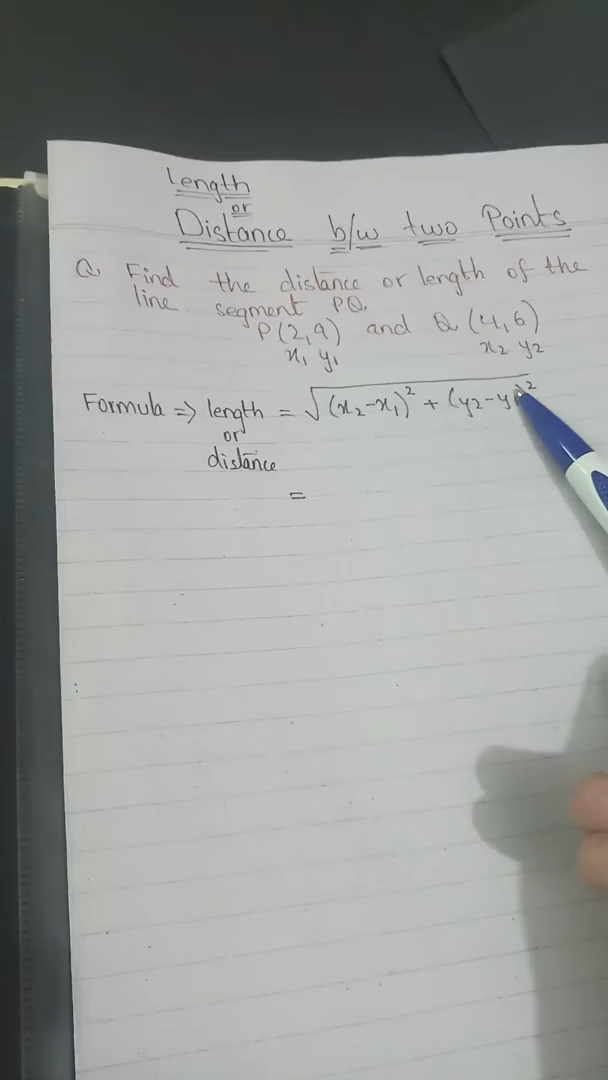 Length
or
Distance b/w two Points
Q Find the distance or length of the
line segment PQ.
P(2,9) and Q(4,6)
x₁ y₁ x₂ y₂
Formula => length = √(x₂-x₁)² + (y₂-y₁)²
or
distance
=